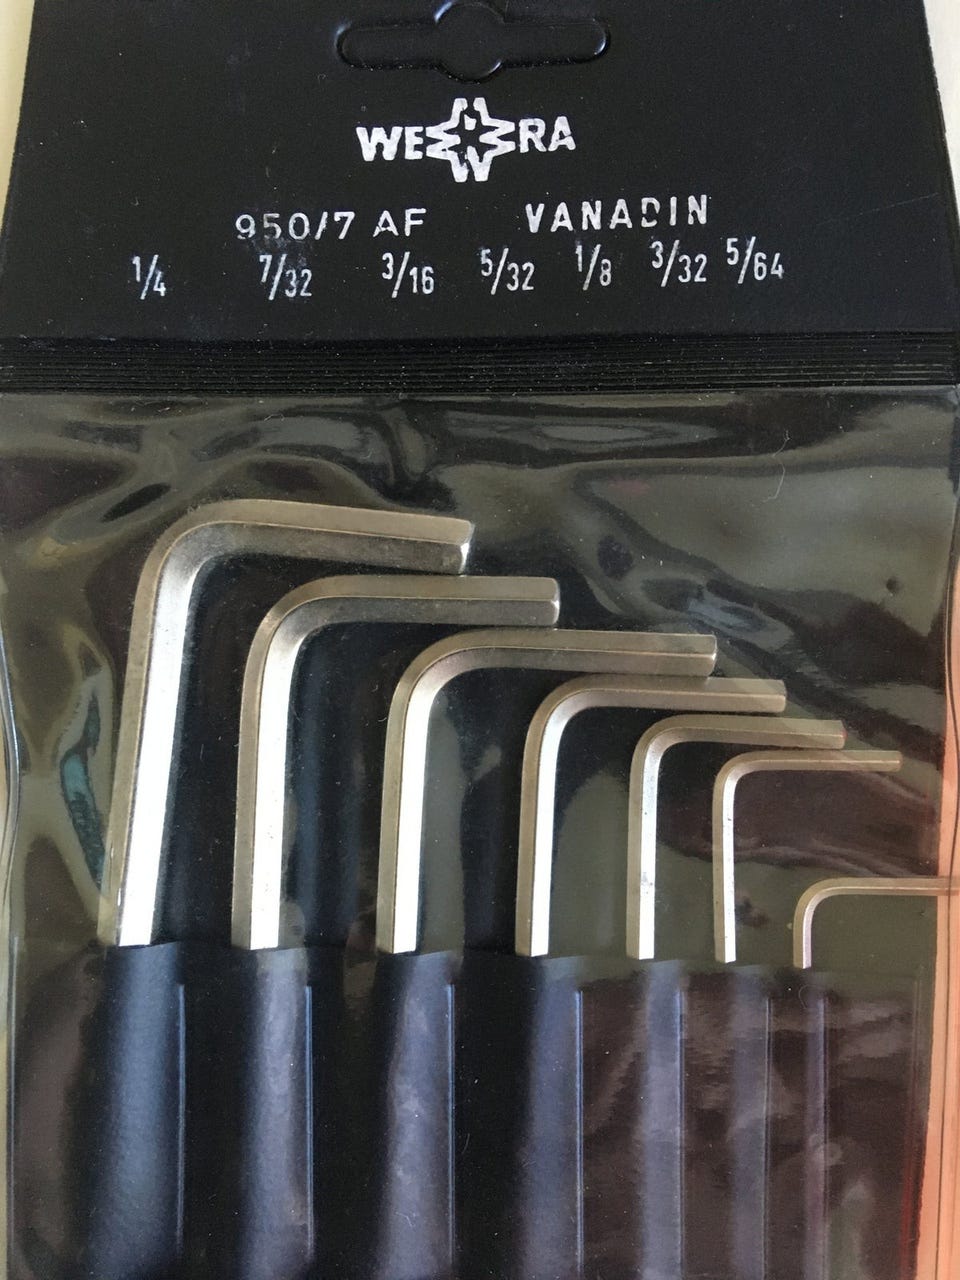 WERA
950/7 AF VANADIN
1/4 7/32 3/16 5/32 1/8 3/32 5/64